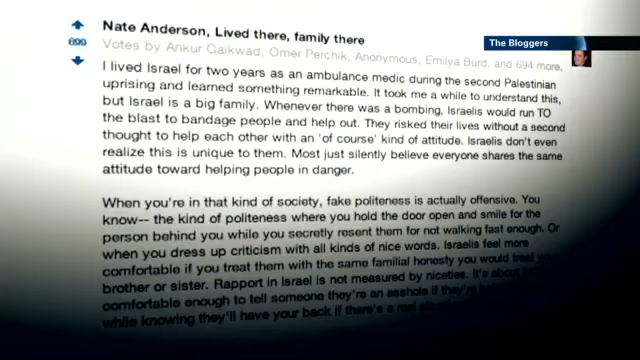 Nate Anderson, Lived there, family there
The Bloggers
699
Votes by Ankur Gaikwad, Omer Perchik, Anonymous, Emilya Burd, and 694 more.
I lived Israel for two years as an ambulance medic during the second Palestinian
uprising and learned something remarkable. It took me a while to understand this,
but Israel is a big family. Whenever there was a bombing, Israelis would run TO
the blast to bandage people and help out. They risked their lives without a second
thought to help each other with an 'of course' kind of attitude. Israelis don't even
realize this is unique to them. Most just silently believe everyone shares the same
attitude toward helping people in danger.
When you're in that kind of society, fake politeness is actually offensive. You
know-- the kind of politeness where you hold the door open and smile for the
person behind you while you secretly resent them for not walking fast enough. Or
when you dress up criticism with all kinds of nice words. Israelis feel more
comfortable if you treat them with the same familial honesty you would treat
brother or sister. Rapport in Israel is not measured by niceties. It's about
comfortable enough to tell someone they're an asshole if they're
while knowing they'll have your back if there's a real